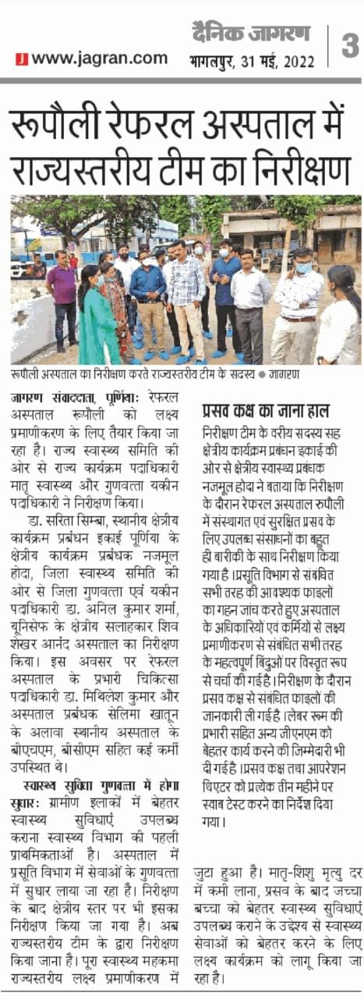 दैनिक जागरण
3
J www.jagran.com
भागलपुर, 31 मई, 2022
रूपौली रेफरल अस्पताल में
राज्यस्तरीय टीम का निरीक्षण
रूपौली अस्पताल का निरीक्षण करते राज्यस्तरीय टीम के सदस्य ● जागरण
जागरण संवाददाता, पूर्णिया: रेफरल
अस्पताल रूपौली को लक्ष्य
प्रमाणीकरण के लिए तैयार किया जा
रहा है। राज्य स्वास्थ्य समिति की
ओर से राज्य कार्यक्रम पदाधिकारी
मातृ स्वास्थ्य और गुणवत्ता यकीन
पदाधिकारी ने निरीक्षण किया।
डा. सरिता सिम्बा, स्थानीय क्षेत्रीय
कार्यक्रम प्रबंधन इकाई पूर्णिया के
क्षेत्रीय कार्यक्रम प्रबंधक नजमूल
होदा, जिला स्वास्थ्य समिति की
ओर से जिला गुणवत्ता एवं यकीन
पदाधिकारी डा. अनिल कुमार शर्मा,
यूनिसेफ के क्षेत्रीय सलाहकार शिव
शेखर आनंद अस्पताल का निरीक्षण
किया। इस अवसर पर रेफरल
अस्पताल के प्रभारी चिकित्सा
पदाधिकारी डा. मिथिलेश कुमार और
अस्पताल प्रबंधक सेलिमा खातून
के अलावा स्थानीय अस्पताल के
बीएचएम, बीसीएम सहित कई कर्मी
उपस्थित थे।
स्वास्थ्य सुविधा गुणवत्ता में होगा
सुधार: ग्रामीण इलाकों में बेहतर
स्वास्थ्य सुविधाएं उपलब्ध
कराना स्वास्थ्य विभाग की पहली
प्राथमिकताओं है। अस्पताल में
प्रसूति विभाग में सेवाओं के गुणवत्ता
में सुधार लाया जा रहा है। निरीक्षण
के बाद क्षेत्रीय स्तर पर भी इसका
निरीक्षण किया जा गया है। अब
राज्यस्तरीय टीम के द्वारा निरीक्षण
किया जाना है। पूरा स्वास्थ्य महकमा
राज्यस्तरीय लक्ष्य प्रमाणीकरण में
प्रसव कक्ष का जाना हाल
निरीक्षण टीम के वरीय सदस्य सह
क्षेत्रीय कार्यक्रम प्रबंधन इकाई की
ओर से क्षेत्रीय स्वास्थ्य प्रबंधक
नजमूल होदा ने बताया कि निरीक्षण
के दौरान रेफरल अस्पताल रुपौली
में संस्थागत एवं सुरक्षित प्रसव के
लिए उपलब्ध संसाधनों का बहुत
ही बारीकी के साथ निरीक्षण किया
गया है।प्रसूति विभाग से संबंधित
सभी तरह की आवश्यक फाइलों
का गहन जांच करते हुए अस्पताल
के अधिकारियों एवं कर्मियों से लक्ष्य
प्रमाणीकरण से संबंधित सभी तरह
के महत्वपूर्ण बिंदुओं पर विस्तृत रूप
से चर्चा की गई है।निरीक्षण के दौरान
प्रसव कक्ष से संबंधित फाइलों की
जानकारी ली गई है।लेबर रूम की
प्रभारी सहित अन्य जीएनएम को
बेहतर कार्य करने की जिम्मेदारी भी
दी गई है।प्रसव कक्ष तथा आपरेशन
थिएटर को प्रत्येक तीन महीने पर
स्वाब टेस्ट करने का निर्देश दिया
गया।
जुटा हुआ है। मातृ-शिशु मृत्यु दर
में कमी लाना, प्रसव के बाद जच्चा
बच्चा को बेहतर स्वास्थ्य सुविधाएं
उपलब्ध कराने के उद्देश्य से स्वास्थ्य
सेवाओं को बेहतर करने के लिए
लक्ष्य कार्यक्रम को लागू किया जा
रहा है।